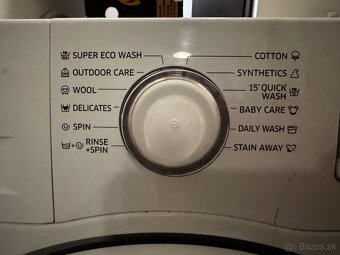 SUPER ECO WASH
OUTDOOR CARE
WOOL
DELICATES
SPIN
RINSE
+SPIN
COTTON
SYNTHETICS
15' QUICK
WASH
BABY CARE
DAILY WASH
STAIN AWAY
Bazos.sk